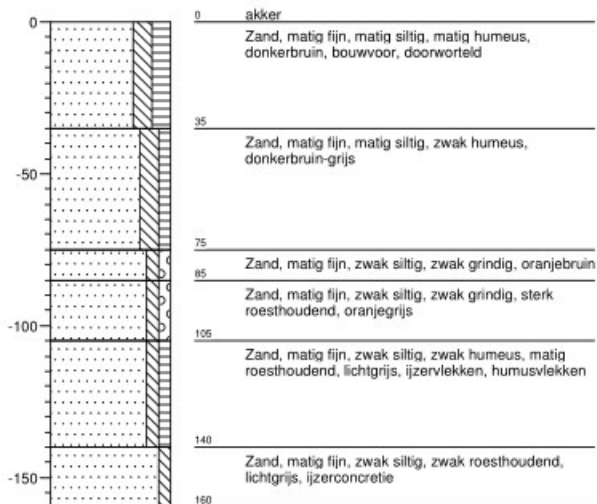 0
0 akker
Zand, matig fijn, matig siltig, matig humeus,
donkerbruin, bouwvoor, doorworteld
35
Zand, matig fijn, matig siltig, zwak humeus,
donkerbruin-grijs
-50
75
Zand, matig fijn, zwak siltig, zwak grindig, oranjebruin
85
Zand, matig fijn, zwak siltig, zwak grindig, sterk
roesthoudend, oranjegrijs
-100
105
Zand, matig fijn, zwak siltig, zwak humeus, matig
roesthoudend, lichtgrijs, ijzervlekken, humusvlekken
140
Zand, matig fijn, zwak siltig, zwak roesthoudend,
lichtgrijs, ijzerconcretie
-150
160